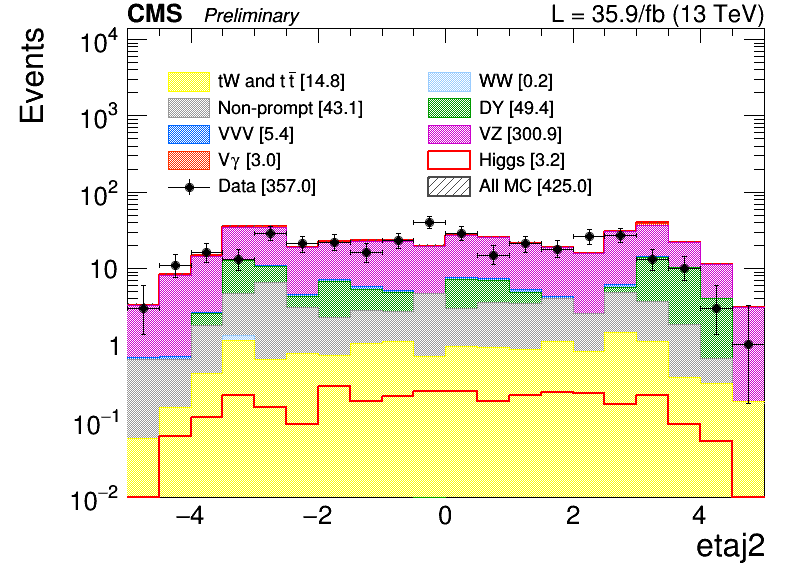 CMS Preliminary L = 35.9/fb (13 TeV)
Events
10⁴
10³
10²
10
1
10⁻¹
10⁻²
tW and t t̄ [14.8] WW [0.2]
Non-prompt [43.1] DY [49.4]
VVV [5.4] VZ [300.9]
Vγ [3.0] Higgs [3.2]
Data [357.0] All MC [425.0]
−4 −2 0 2 4
etaj2